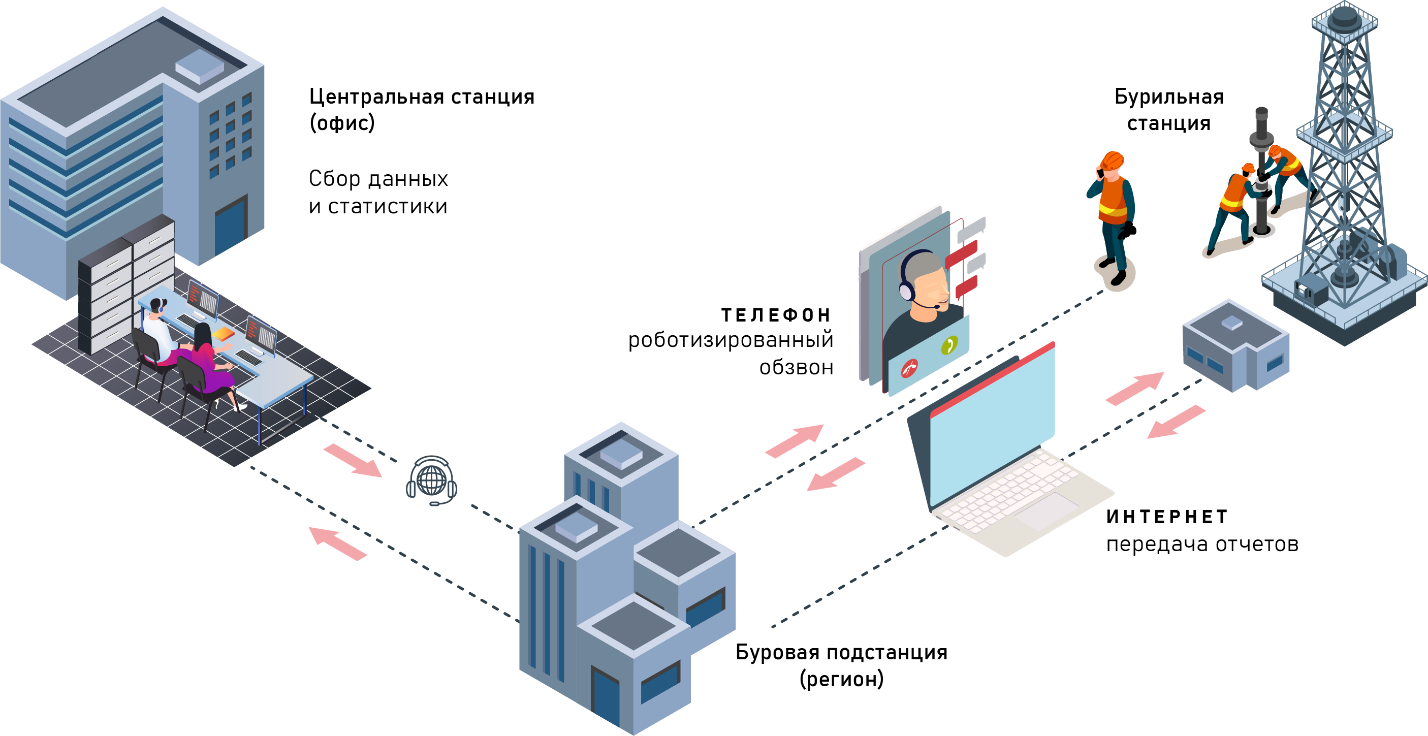 Центральная станция
(офис)
Сбор данных
и статистики
Бурильная
станция
ТЕЛЕФОН
роботизированный
обзвон
ИНТЕРНЕТ
передача отчетов
Буровая подстанция
(регион)